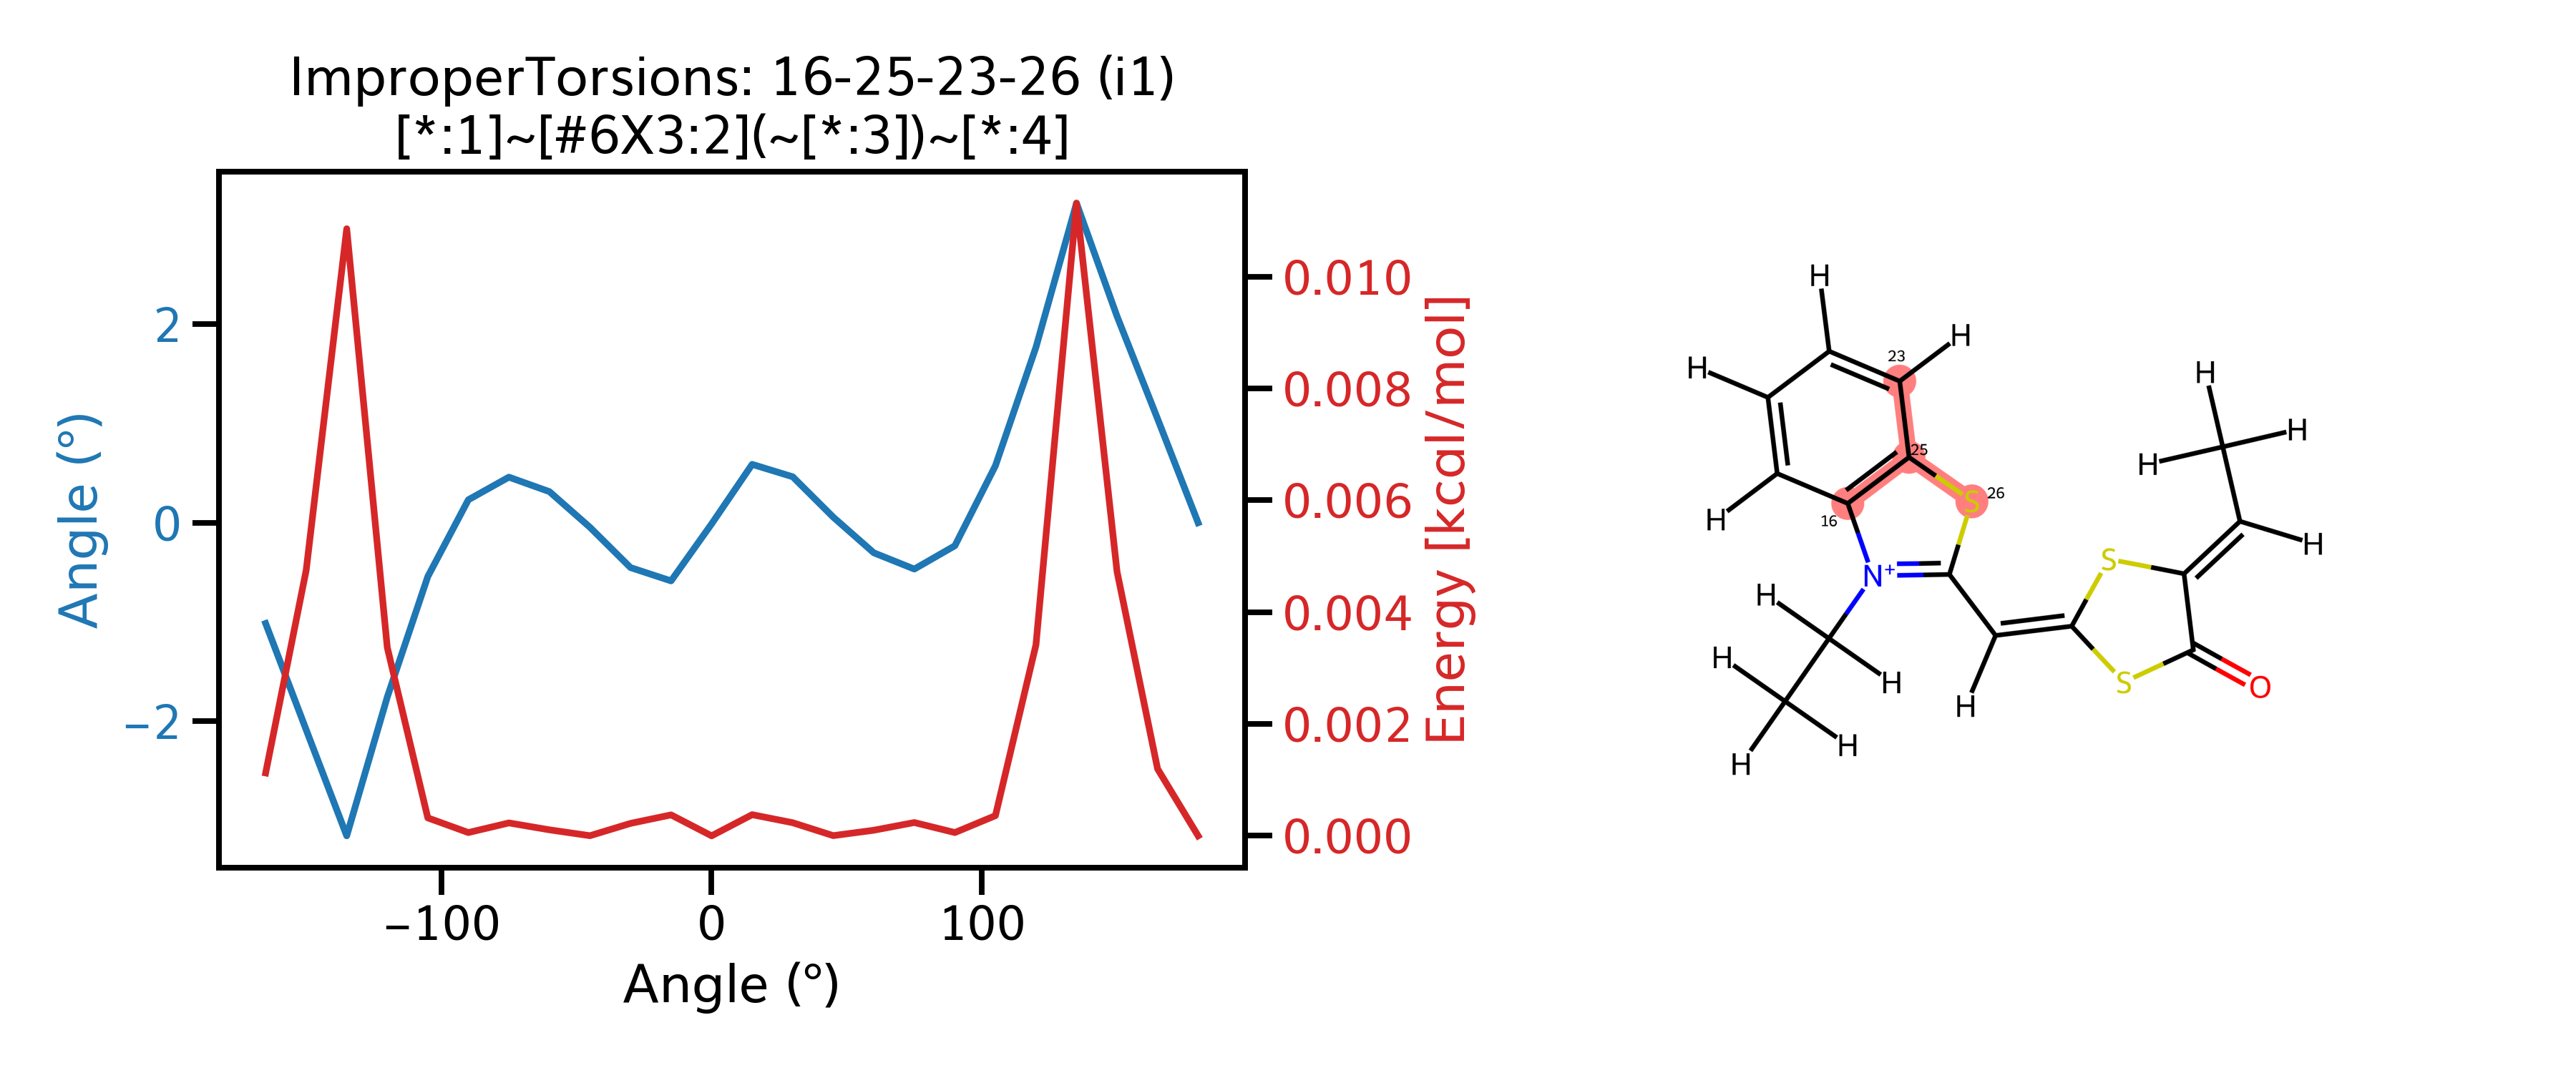 ImproperTorsions: 16-25-23-26 (i1)
[*:1]~[#6X3:2](~[*:3])~[*:4]
Angle (°)
2
0
−2
0.010
0.008
0.006
0.004
0.002
0.000
Energy [kcal/mol]
−100
0
100
Angle (°)
H
H
23
H
H
H
25
H
H
S
26
16
H
S
H
N⁺
H
H
H
S
O
H
H
H